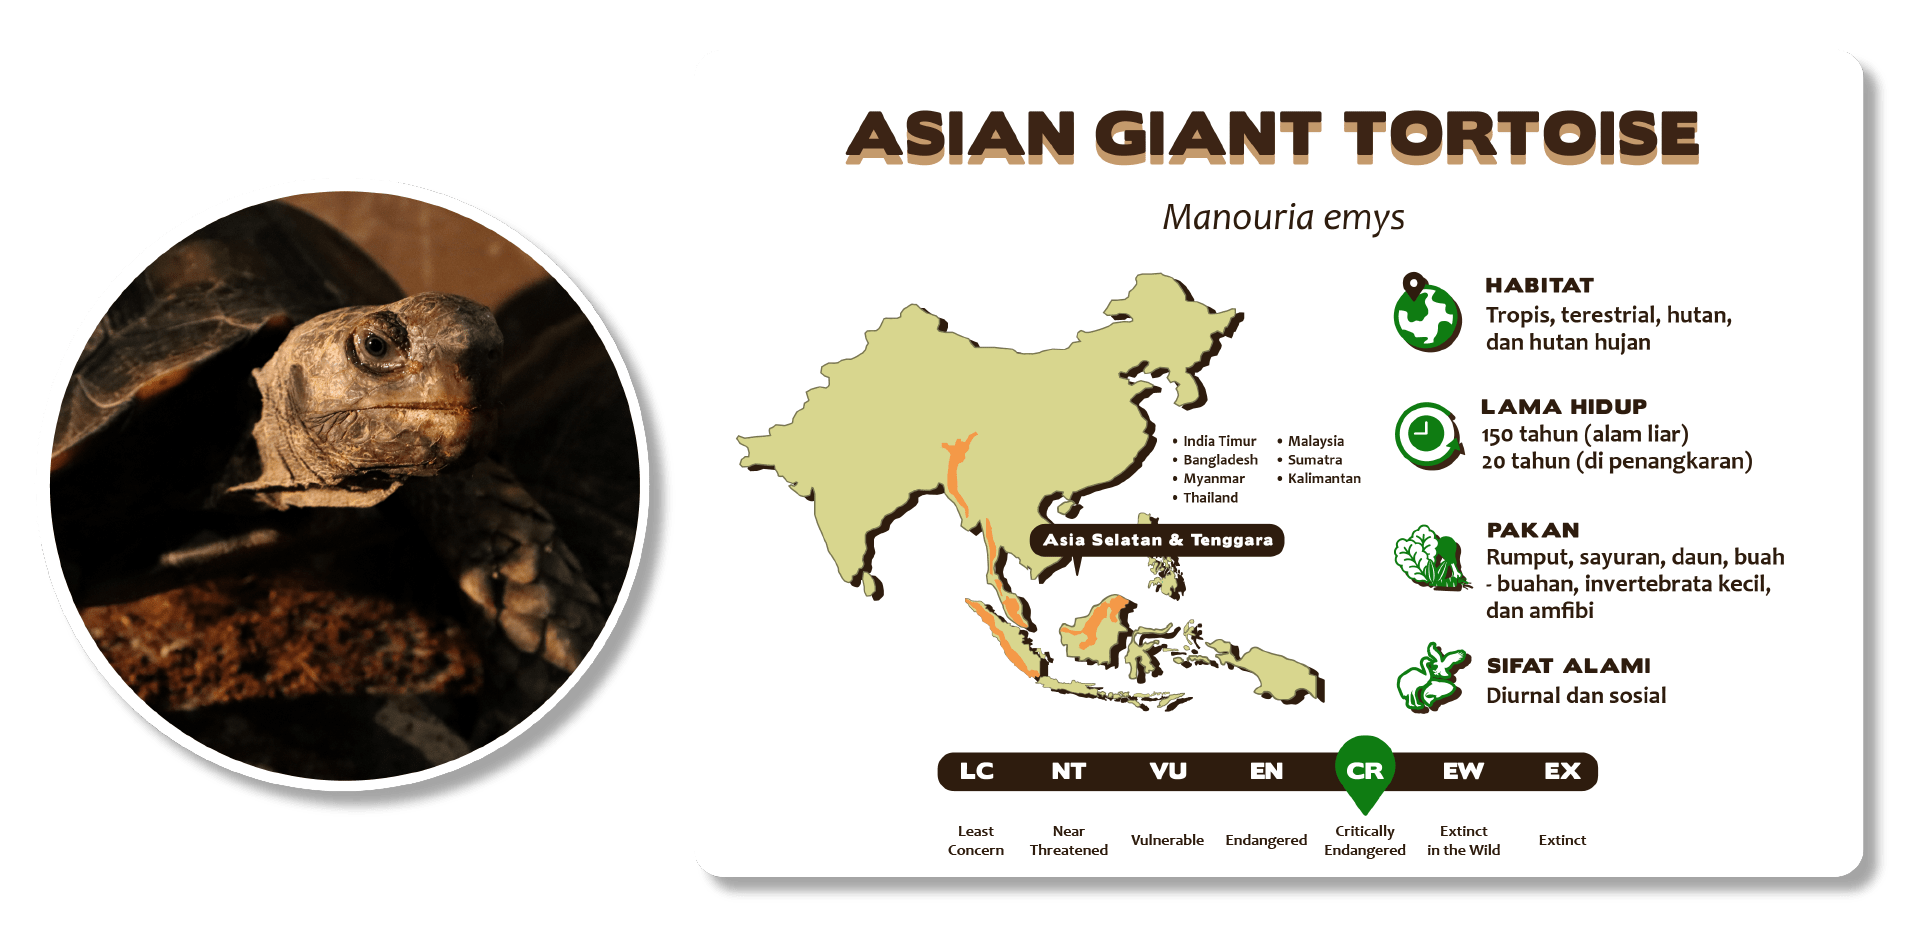 ASIAN GIANT TORTOISE
Manouria emys
• India Timur
• Bangladesh
• Myanmar
• Thailand
• Malaysia
• Sumatra
• Kalimantan
Asia Selatan & Tenggara
HABITAT
Tropis, terestrial, hutan,
dan hutan hujan
LAMA HIDUP
150 tahun (alam liar)
20 tahun (di penangkaran)
PAKAN
Rumput, sayuran, daun, buah
- buahan, invertebrata kecil,
dan amfibi
SIFAT ALAMI
Diurnal dan sosial
LC NT VU EN CR EW EX
Least
Concern
Near
Threatened
Vulnerable
Endangered
Critically
Endangered
Extinct
in the Wild
Extinct